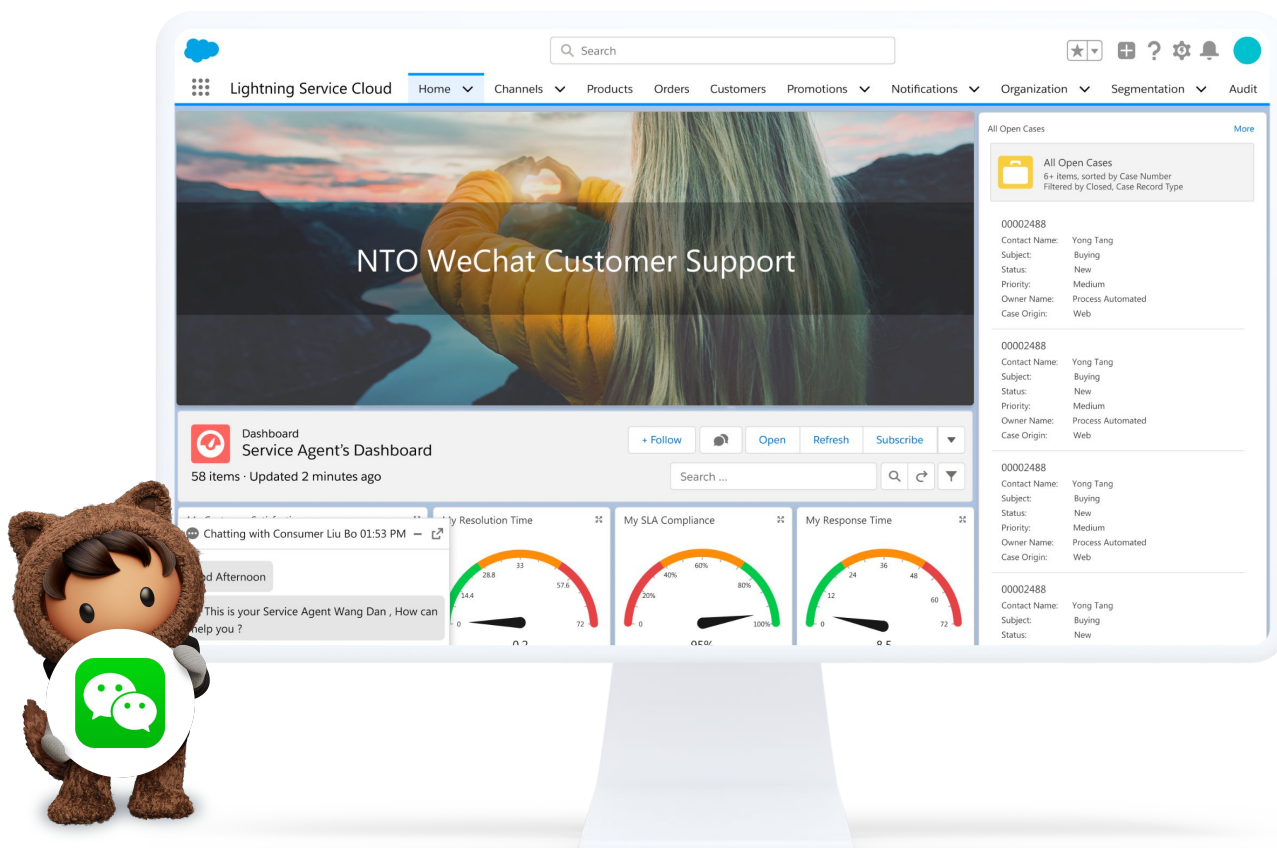 Search
Lightning Service Cloud
Home
Channels
Products
Orders
Customers
Promotions
Notifications
Organization
Segmentation
Audit
NTO WeChat Customer Support
All Open Cases
More
All Open Cases
6+ items, sorted by Case Number
Filtered by Closed, Case Record Type
00002488
Contact Name: Yong Tang
Subject: Buying
Status: New
Priority: Medium
Owner Name: Process Automated
Case Origin: Web
00002488
Contact Name: Yong Tang
Subject: Buying
Status: New
Priority: Medium
Owner Name: Process Automated
Case Origin: Web
00002488
Contact Name: Yong Tang
Subject: Buying
Status: New
Priority: Medium
Owner Name: Process Automated
Case Origin: Web
00002488
Contact Name: Yong Tang
Subject: Buying
Status: New
Dashboard
Service Agent's Dashboard
58 items · Updated 2 minutes ago
+ Follow
Open
Refresh
Subscribe
Search ...
Chatting with Consumer Liu Bo 01:53 PM
Afternoon
This is your Service Agent Wang Dan , How can
help you ?
My Resolution Time
0
14.4
28.8
33
57.6
72
My SLA Compliance
0
20%
40%
60%
80%
100%
95%
My Response Time
0
12
24
36
48
60
72
8.5